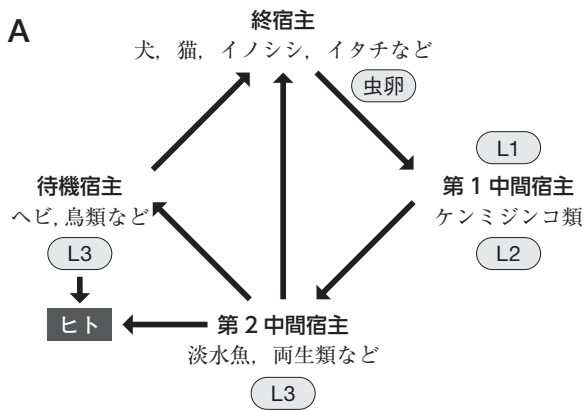 A
終宿主
犬，猫，イノシシ，イタチなど
虫卵
L1
第1中間宿主
ケンミジンコ類
L2
待機宿主
ヘビ,鳥類など
L3
ヒト
第2中間宿主
淡水魚，両生類など
L3